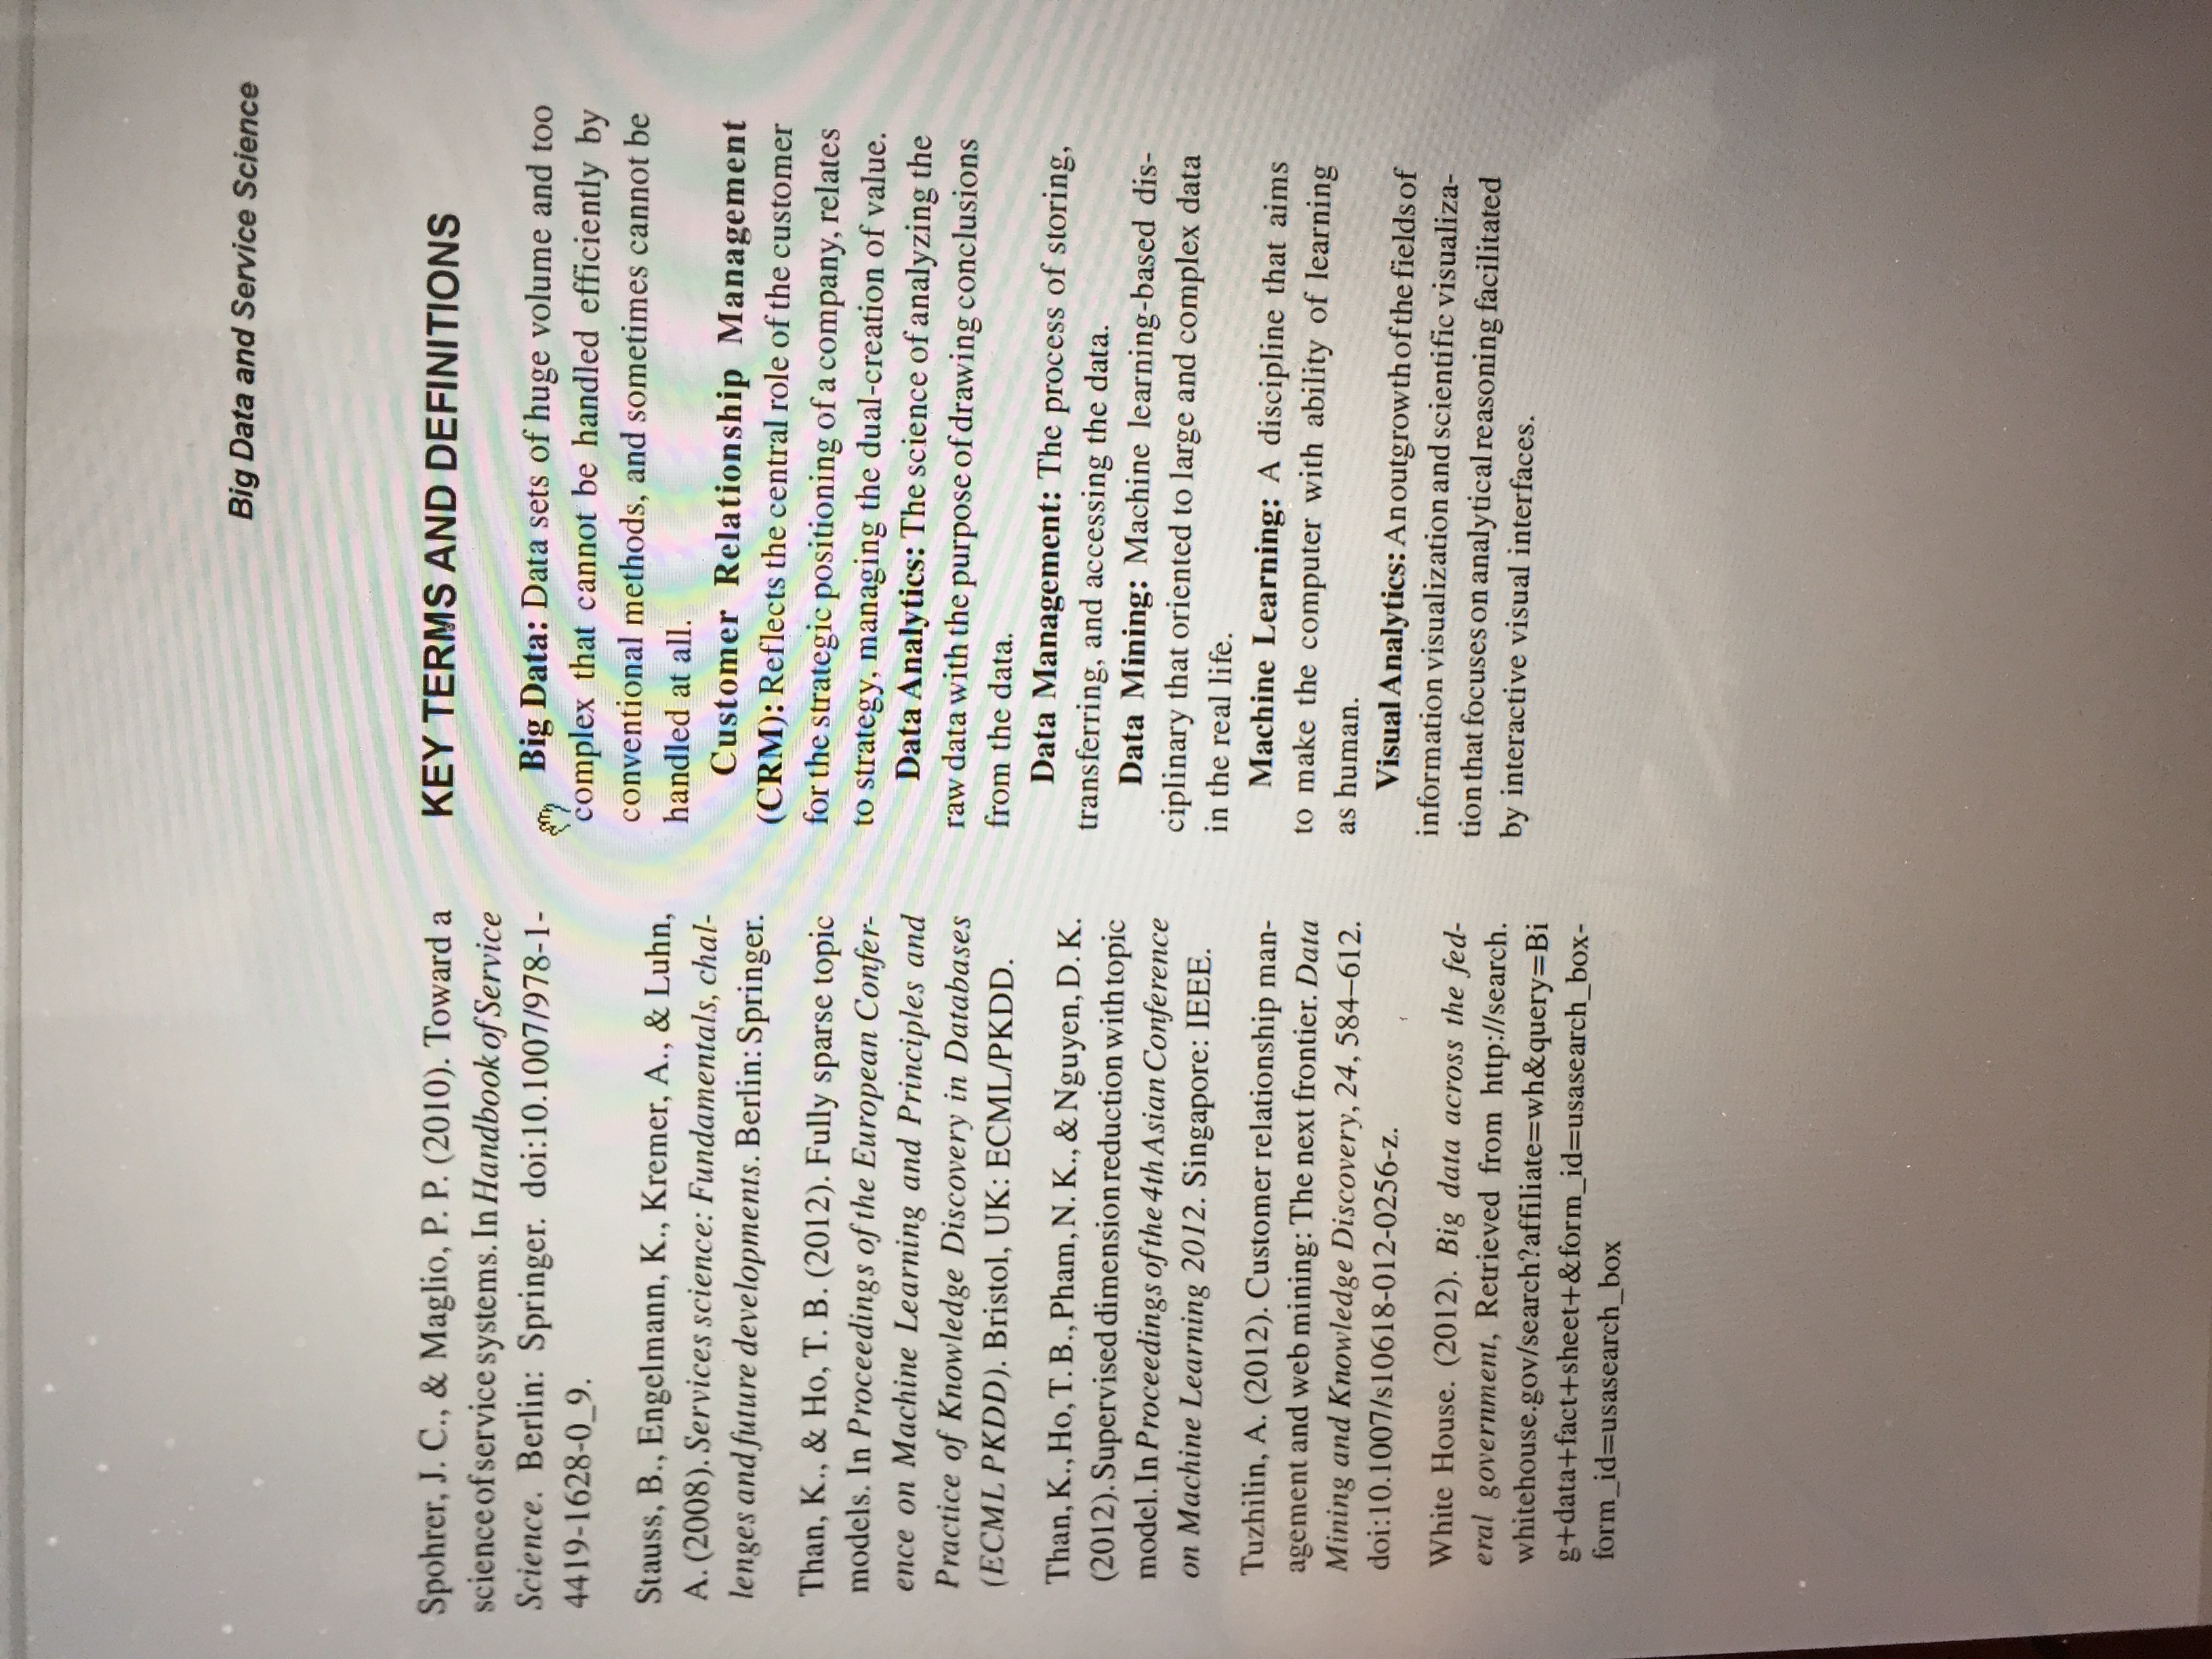 Big Data and Service Science
Spohrer, J. C., & Maglio, P. P. (2010). Toward a
science of service systems. In Handbook of Service
Science. Berlin: Springer. doi:10.1007/978-1-
4419-1628-0_9.
Stauss, B., Engelmann, K., Kremer, A., & Luhn,
A. (2008). Services science: Fundamentals, chal-
lenges and future developments. Berlin: Springer.
Than, K., & Ho, T. B. (2012). Fully sparse topic
models. In Proceedings of the European Confer-
ence on Machine Learning and Principles and
Practice of Knowledge Discovery in Databases
(ECML PKDD). Bristol, UK: ECML/PKDD.
Than, K., Ho, T. B., Pham, N. K., & Nguyen, D. K.
(2012). Supervised dimension reduction with topic
model. In Proceedings of the 4th Asian Conference
on Machine Learning 2012. Singapore: IEEE.
Tuzhilin, A. (2012). Customer relationship man-
agement and web mining: The next frontier. Data
Mining and Knowledge Discovery, 24, 584–612.
doi:10.1007/s10618-012-0256-z.
White House. (2012). Big data across the fed-
eral government, Retrieved from http://search.
whitehouse.gov/search?affiliate=wh&query=Bi
g+data+fact+sheet+&form_id=usasearch_box-
form_id=usasearch_box
KEY TERMS AND DEFINITIONS
Big Data: Data sets of huge volume and too
complex that cannot be handled efficiently by
conventional methods, and sometimes cannot be
handled at all.
Customer Relationship Management
(CRM): Reflects the central role of the customer
for the strategic positioning of a company, relates
to strategy, managing the dual-creation of value.
Data Analytics: The science of analyzing the
raw data with the purpose of drawing conclusions
from the data.
Data Management: The process of storing,
transferring, and accessing the data.
Data Mining: Machine learning-based dis-
ciplinary that oriented to large and complex data
in the real life.
Machine Learning: A discipline that aims
to make the computer with ability of learning
as human.
Visual Analytics: An outgrowth of the fields of
information visualization and scientific visualiza-
tion that focuses on analytical reasoning facilitated
by interactive visual interfaces.